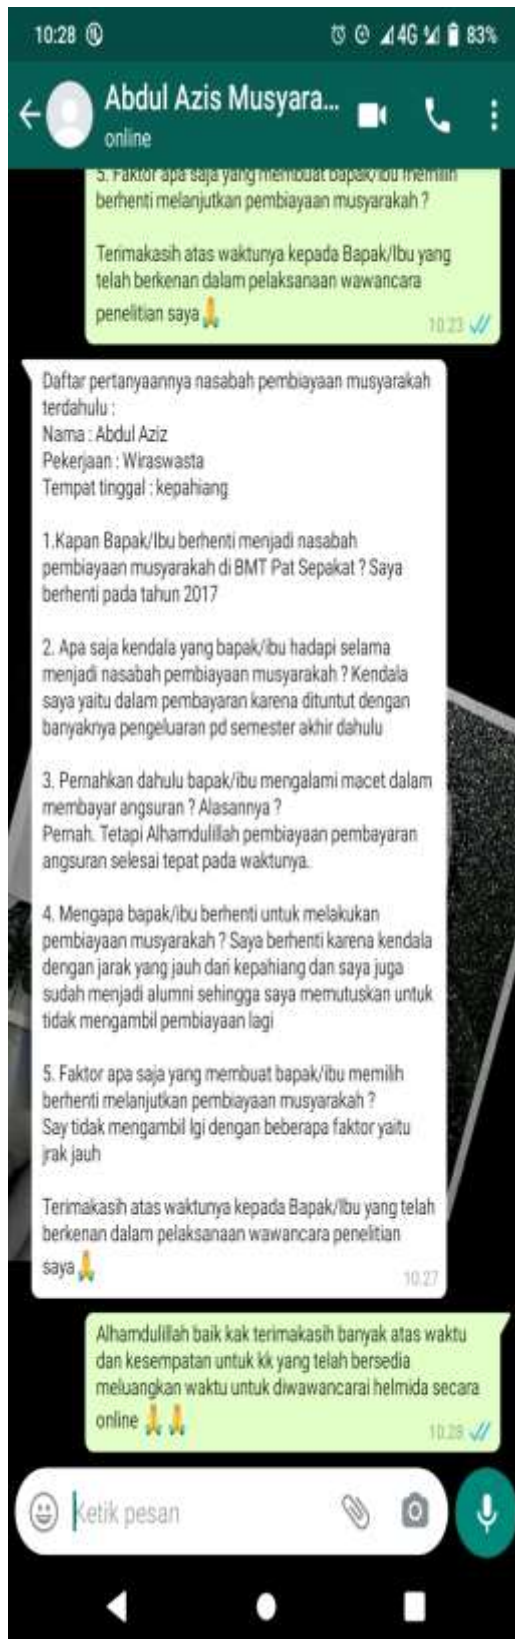 10:28 4G 83%
Abdul Azis Musyara...
online
5. Faktor apa saja yang membuat bapak/ibu memilih
berhenti melanjutkan pembiayaan musyarakah ?
Terimakasih atas waktunya kepada Bapak/Ibu yang
telah berkenan dalam pelaksanaan wawancara
penelitian saya🙏
10.23
Daftar pertanyaannya nasabah pembiayaan musyarakah
terdahulu :
Nama : Abdul Aziz
Pekerjaan : Wiraswasta
Tempat tinggal : kepahiang
1.Kapan Bapak/Ibu berhenti menjadi nasabah
pembiayaan musyarakah di BMT Pat Sepakat ? Saya
berhenti pada tahun 2017
2. Apa saja kendala yang bapak/ibu hadapi selama
menjadi nasabah pembiayaan musyarakah ? Kendala
saya yaitu dalam pembayaran karena dituntut dengan
banyaknya pengeluaran pd semester akhir dahulu
3. Pernahkan dahulu bapak/ibu mengalami macet dalam
membayar angsuran ? Alasannya ?
Pernah. Tetapi Alhamdulillah pembiayaan pembayaran
angsuran selesai tepat pada waktunya.
4. Mengapa bapak/ibu berhenti untuk melakukan
pembiayaan musyarakah ? Saya berhenti karena kendala
dengan jarak yang jauh dari kepahiang dan saya juga
sudah menjadi alumni sehingga saya memutuskan untuk
tidak mengambil pembiayaan lagi
5. Faktor apa saja yang membuat bapak/ibu memilih
berhenti melanjutkan pembiayaan musyarakah ?
Say tidak mengambil lgi dengan beberapa faktor yaitu
jrak jauh
Terimakasih atas waktunya kepada Bapak/Ibu yang telah
berkenan dalam pelaksanaan wawancara penelitian
saya🙏
10.27
Alhamdulillah baik kak terimakasih banyak atas waktu
dan kesempatan untuk kk yang telah bersedia
meluangkan waktu untuk diwawancarai helmida secara
online 🙏 🙏
10.28
Ketik pesan